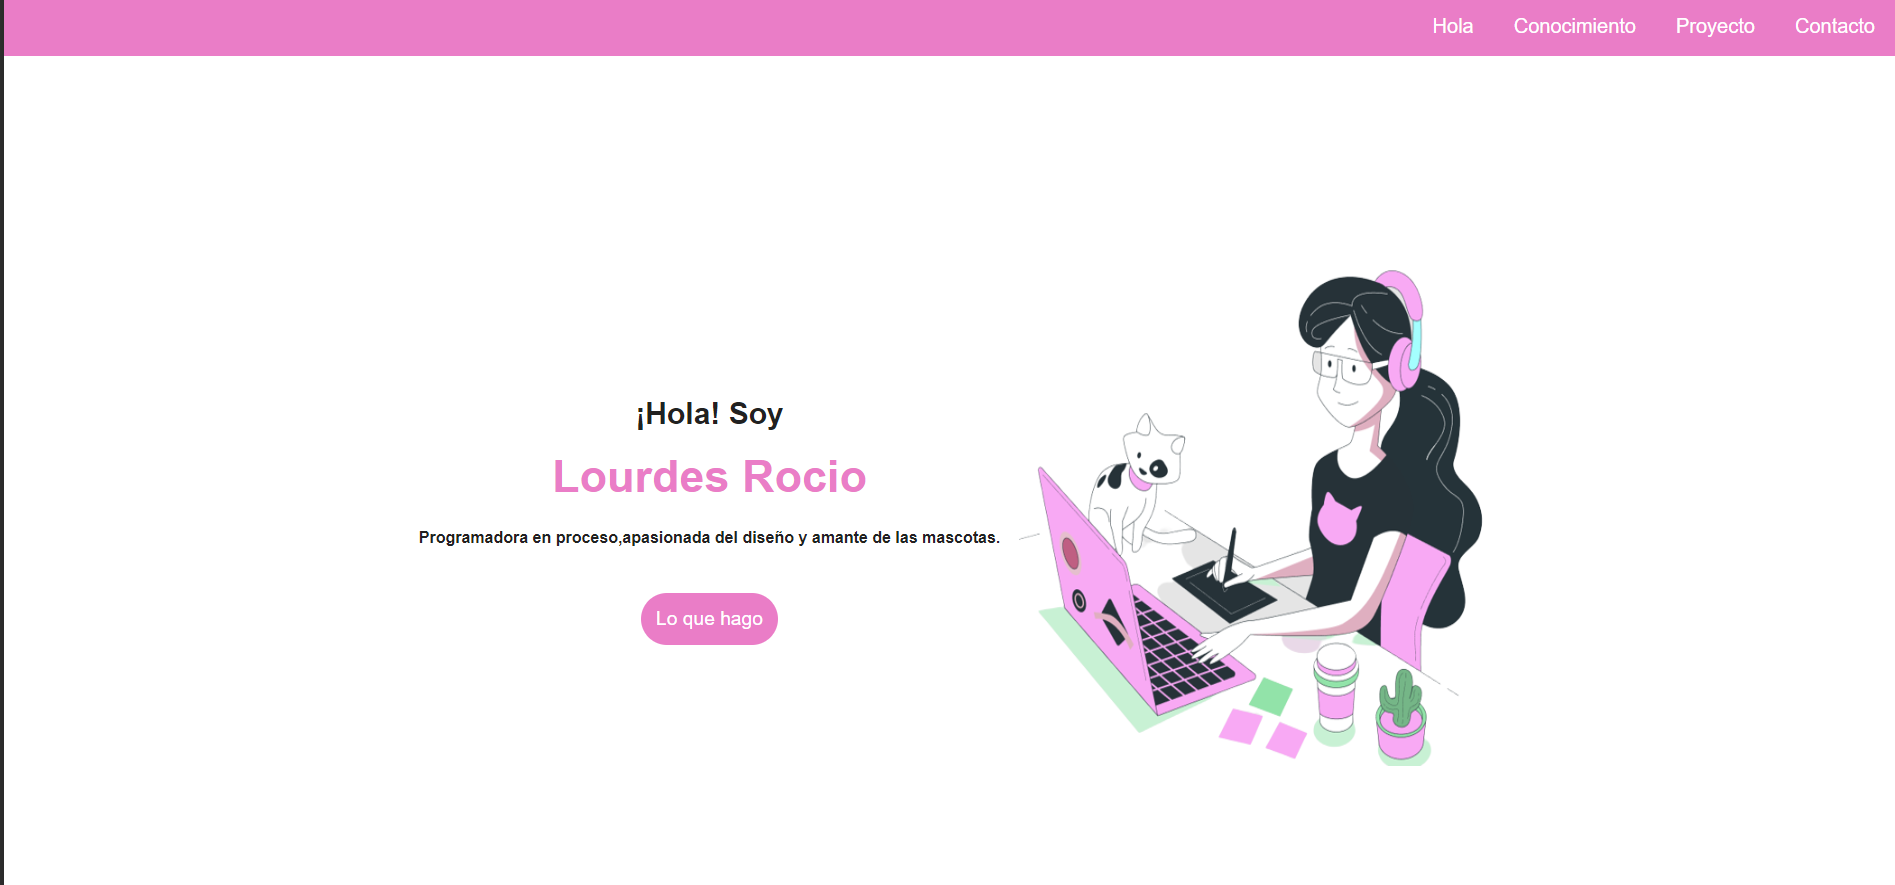 Hola Conocimiento Proyecto Contacto
¡Hola! Soy
Lourdes Rocio
Programadora en proceso,apasionada del diseño y amante de las mascotas.
Lo que hago